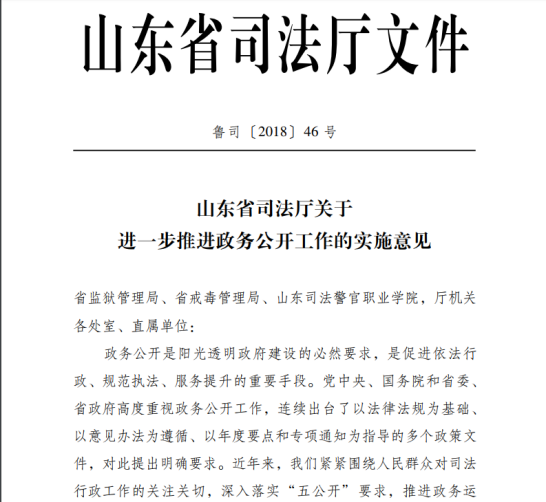 山东省司法厅文件
鲁司〔2018〕46 号
山东省司法厅关于
进一步推进政务公开工作的实施意见
省监狱管理局、省戒毒管理局、山东司法警官职业学院，厅机关
各处室、直属单位：
政务公开是阳光透明政府建设的必然要求，是促进依法行
政、规范执法、服务提升的重要手段。党中央、国务院和省委、
省政府高度重视政务公开工作，连续出台了以法律法规为基础、
以意见办法为遵循、以年度要点和专项通知为指导的多个政策文
件，对此提出明确要求。近年来，我们紧紧围绕人民群众对司法
行政工作的关注关切，深入落实“五公开”要求，推进政务运